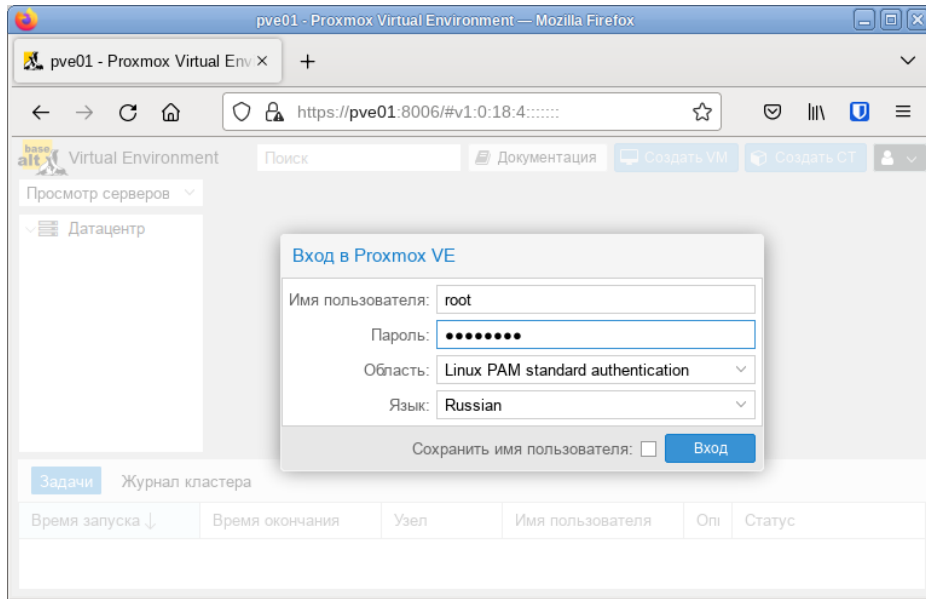 pve01 - Proxmox Virtual Environment — Mozilla Firefox
pve01 - Proxmox Virtual Env
https://pve01:8006/#v1:0:18:4:::::::
base alt Virtual Environment Поиск Документация Создать VM Создать CT
Просмотр серверов
Датацентр
Вход в Proxmox VE
Имя пользователя: root
Пароль: ●●●●●●●●
Область: Linux PAM standard authentication
Язык: Russian
Сохранить имя пользователя: Вход
Задачи Журнал кластера
Время запуска ↓ Время окончания Узел Имя пользователя Опи Статус